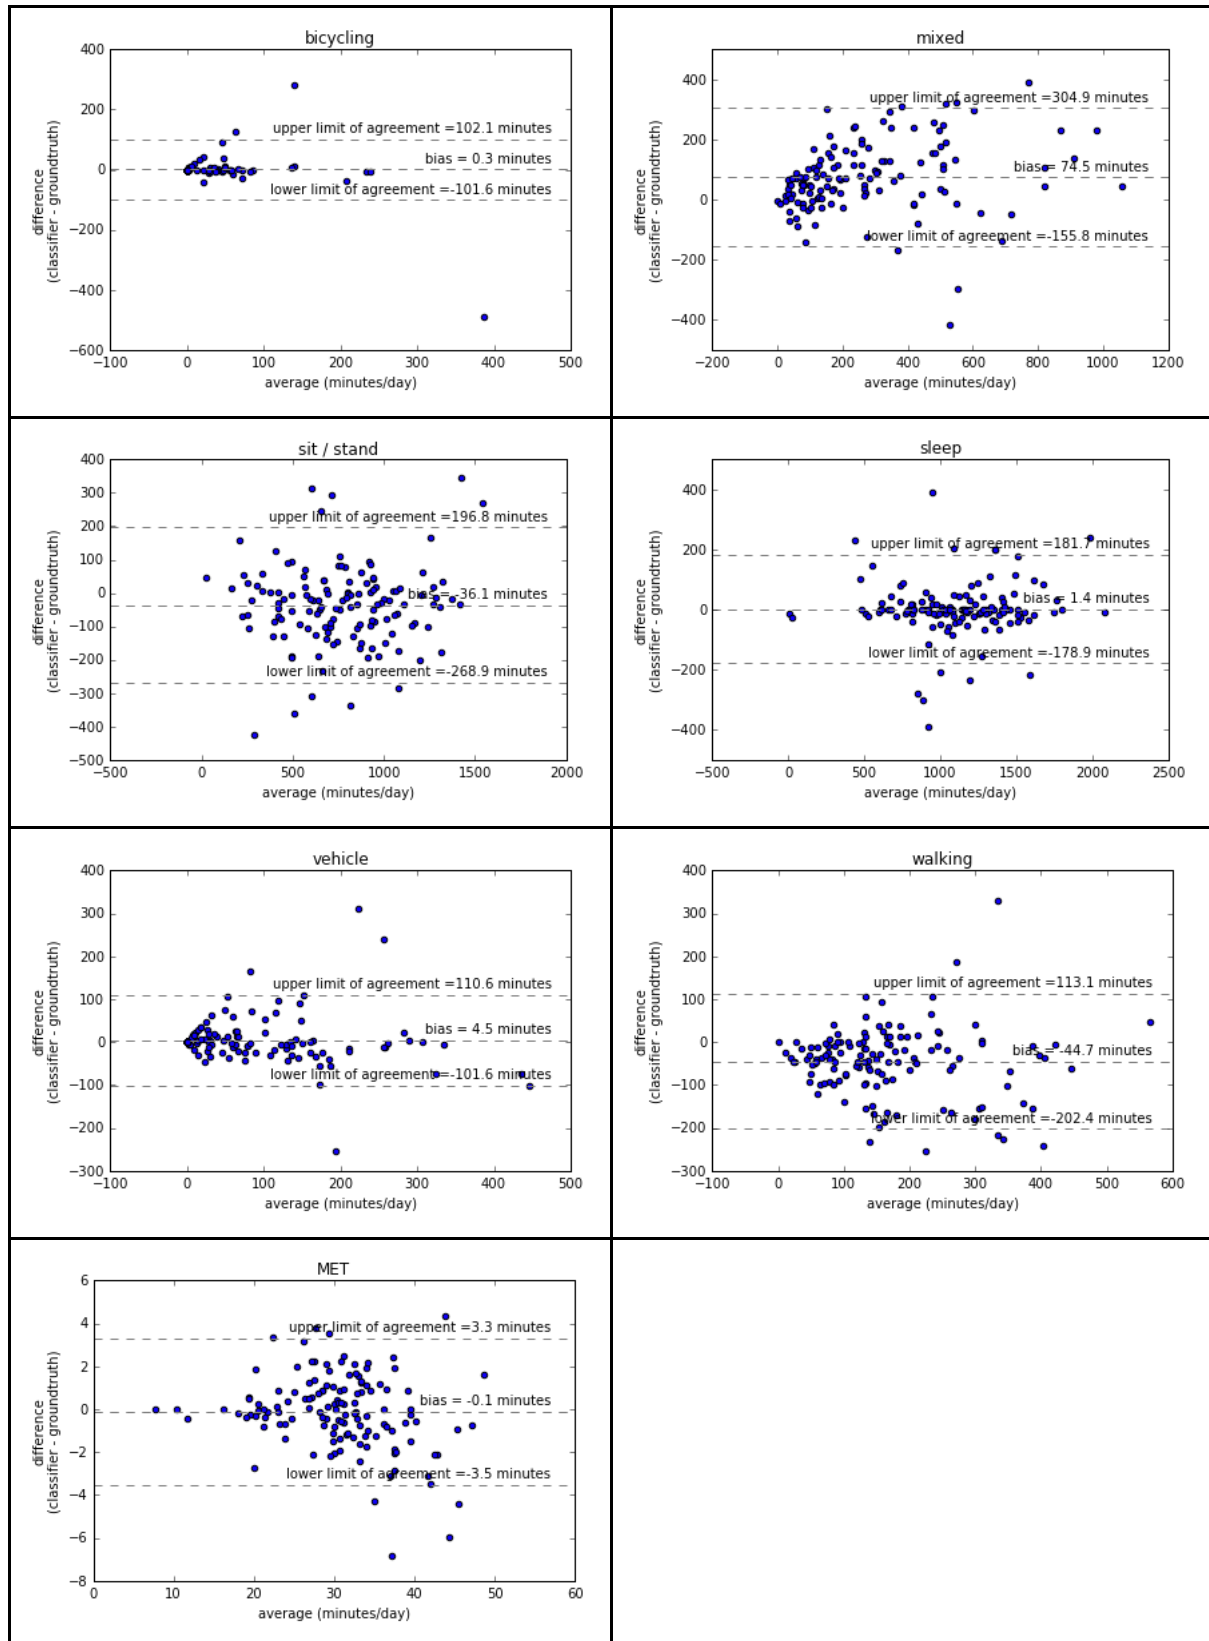 bicycling
400
200
0
−200
−400
−600
difference
(classifier - groundtruth)
upper limit of agreement =102.1 minutes
bias = 0.3 minutes
lower limit of agreement =-101.6 minutes
−100 0 100 200 300 400 500
average (minutes/day)
mixed
400
200
0
−200
−400
difference
(classifier - groundtruth)
upper limit of agreement =304.9 minutes
bias = 74.5 minutes
lower limit of agreement =-155.8 minutes
−200 0 200 400 600 800 1000 1200
average (minutes/day)
sit / stand
400
300
200
100
0
−100
−200
−300
−400
−500
difference
(classifier - groundtruth)
upper limit of agreement =196.8 minutes
bias = -36.1 minutes
lower limit of agreement =-268.9 minutes
−500 0 500 1000 1500 2000
average (minutes/day)
sleep
400
200
0
−200
−400
difference
(classifier - groundtruth)
upper limit of agreement =181.7 minutes
bias = 1.4 minutes
lower limit of agreement =-178.9 minutes
−500 0 500 1000 1500 2000 2500
average (minutes/day)
vehicle
400
300
200
100
0
−100
−200
−300
difference
(classifier - groundtruth)
upper limit of agreement =110.6 minutes
bias = 4.5 minutes
lower limit of agreement =-101.6 minutes
−100 0 100 200 300 400 500
average (minutes/day)
walking
400
300
200
100
0
−100
−200
−300
difference
(classifier - groundtruth)
upper limit of agreement =113.1 minutes
bias = -44.7 minutes
lower limit of agreement =-202.4 minutes
−100 0 100 200 300 400 500 600
average (minutes/day)
MET
6
4
2
0
−2
−4
−6
−8
difference
(classifier - groundtruth)
upper limit of agreement =3.3 minutes
bias = -0.1 minutes
lower limit of agreement =-3.5 minutes
0 10 20 30 40 50 60
average (minutes/day)